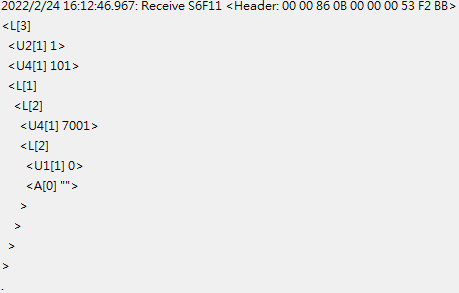 2022/2/24 16:12:46.967: Receive S6F11 <Header: 00 00 86 0B 00 00 00 53 F2 BB>
<L[3]
<U2[1] 1>
<U4[1] 101>
<L[1]
<L[2]
<U4[1] 7001>
<L[2]
<U1[1] 0>
<A[0] "">
>
>
>
>
.